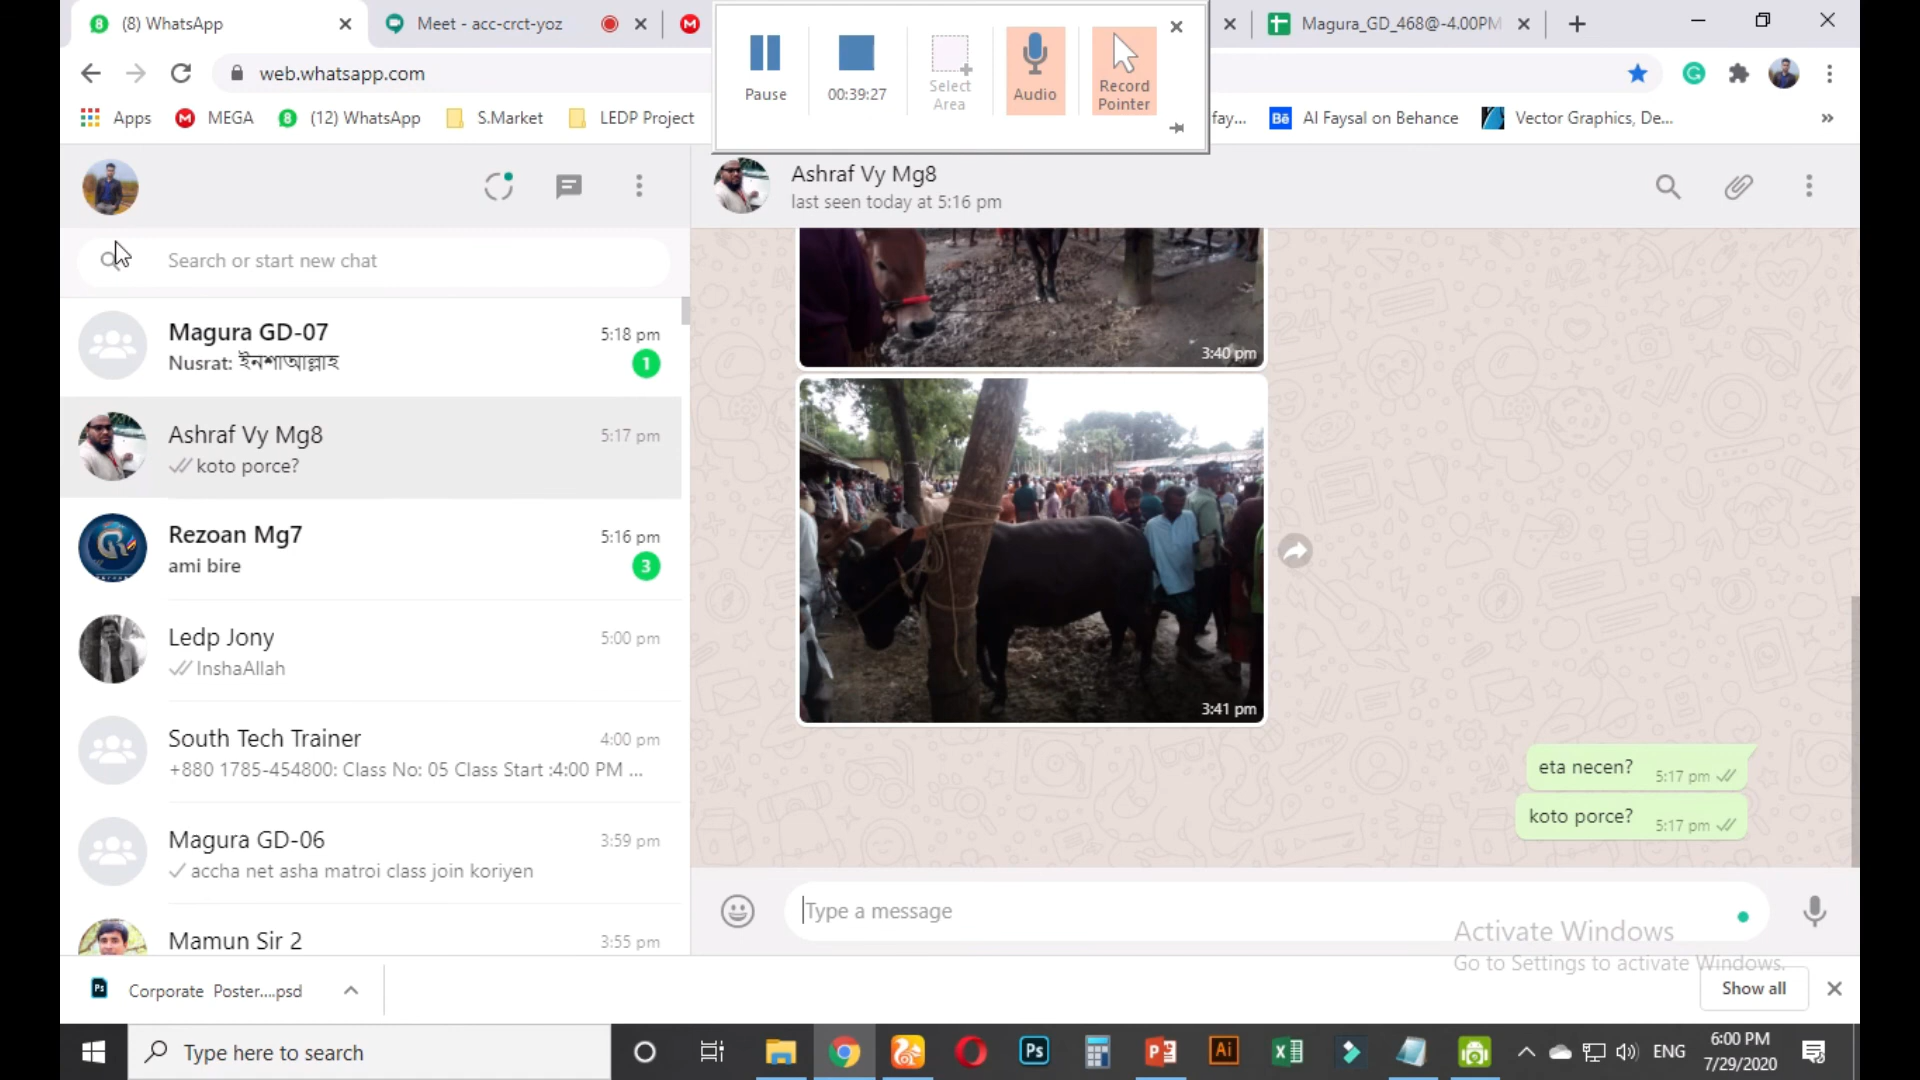 (8) WhatsApp
Meet - acc-crct-yoz
Magura_GD_468@-4.00PM
web.whatsapp.com
Pause
00:39:27
Select Area
Audio
Record Pointer
Apps
MEGA
(12) WhatsApp
S.Market
LEDP Project
fay...
Al Faysal on Behance
Vector Graphics, De...
Search or start new chat
Magura GD-07
5:18 pm
Nusrat: ইনশাআল্লাহ
1
Ashraf Vy Mg8
5:17 pm
koto porce?
Rezoan Mg7
5:16 pm
ami bire
3
Ledp Jony
5:00 pm
InshaAllah
South Tech Trainer
4:00 pm
+880 1785-454800: Class No: 05 Class Start :4:00 PM ...
Magura GD-06
3:59 pm
accha net asha matroi class join koriyen
Mamun Sir 2
3:55 pm
Ashraf Vy Mg8
last seen today at 5:16 pm
3:40 pm
3:41 pm
eta necen?
5:17 pm
koto porce?
5:17 pm
Type a message
Activate Windows
Go to Settings to activate Windows.
Corporate Poster....psd
Show all
Type here to search
ENG
6:00 PM
7/29/2020